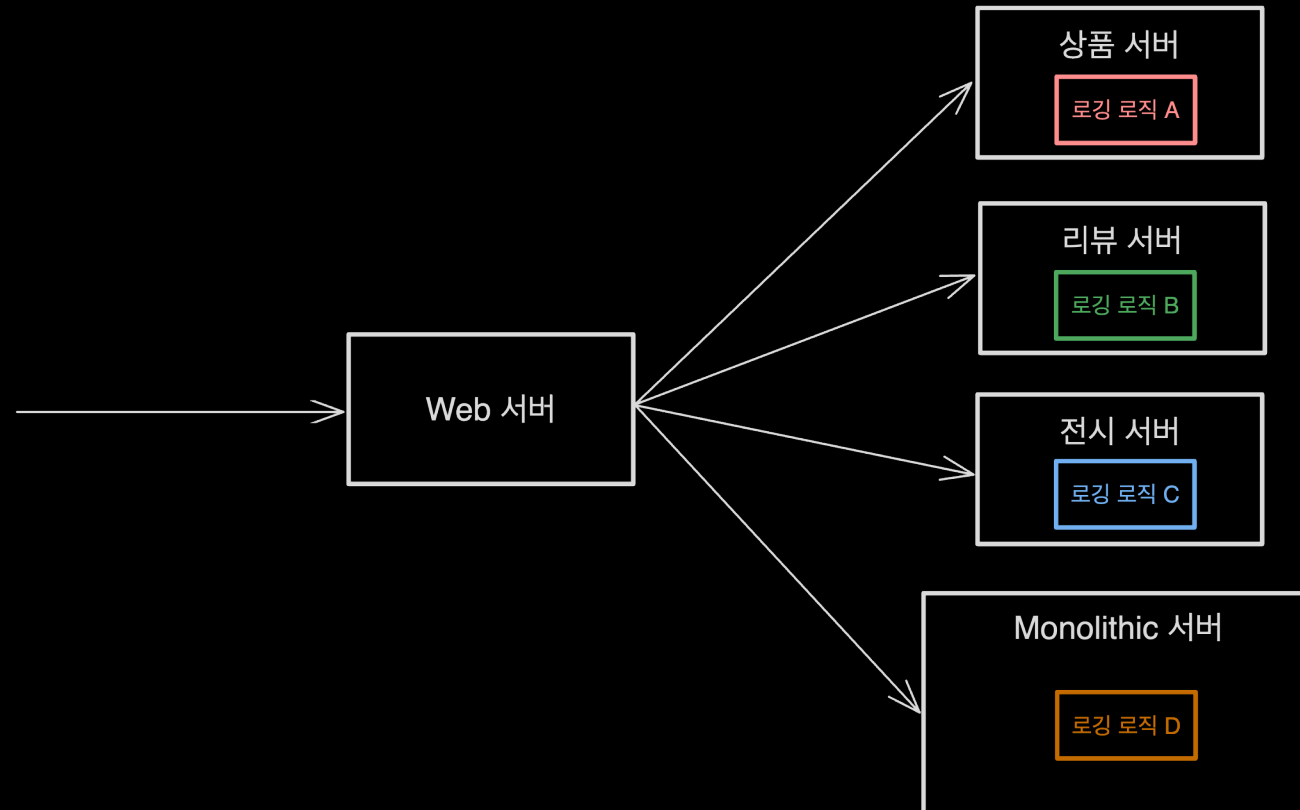 상품 서버
로깅 로직 A
리뷰 서버
로깅 로직 B
Web 서버
전시 서버
로깅 로직 C
Monolithic 서버
로깅 로직 D